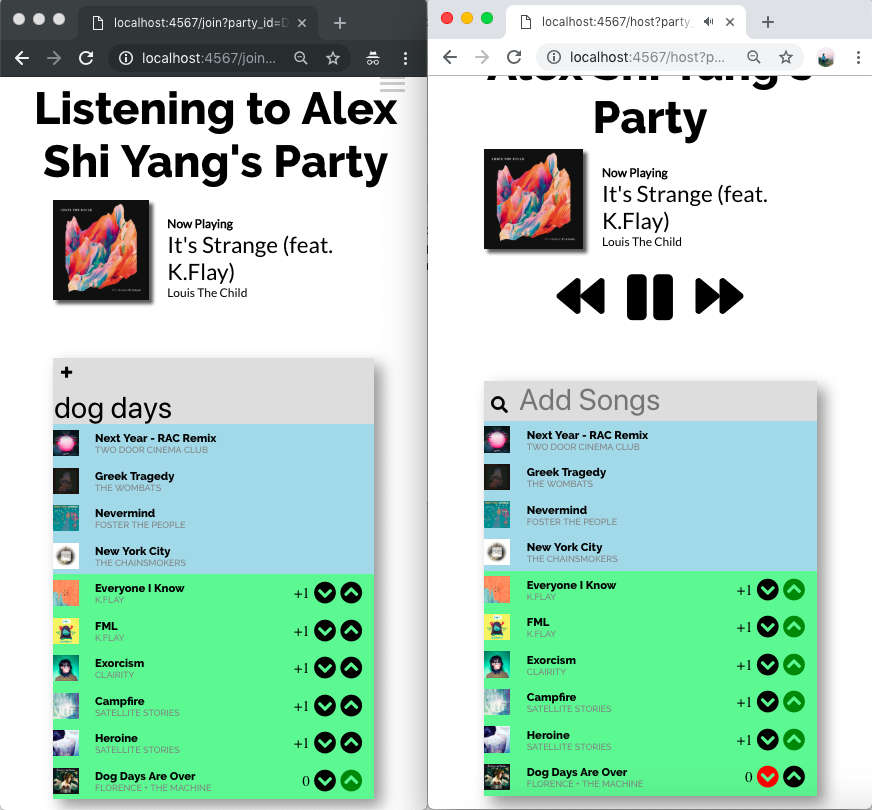 localhost:4567/join?party_id=D
localhost:4567/join...
Listening to Alex
Shi Yang's Party
Now Playing
It's Strange (feat.
K.Flay)
Louis The Child
dog days
Next Year - RAC Remix
TWO DOOR CINEMA CLUB
Greek Tragedy
THE WOMBATS
Nevermind
FOSTER THE PEOPLE
New York City
THE CHAINSMOKERS
Everyone I Know
K.FLAY
+1
FML
K.FLAY
+1
Exorcism
CLAIRITY
+1
Campfire
SATELLITE STORIES
+1
Heroine
SATELLITE STORIES
+1
Dog Days Are Over
FLORENCE + THE MACHINE
0
localhost:4567/host?party_
localhost:4567/host?p...
Alex Shi Yang's
Party
Now Playing
It's Strange (feat.
K.Flay)
Louis The Child
Add Songs
Next Year - RAC Remix
TWO DOOR CINEMA CLUB
Greek Tragedy
THE WOMBATS
Nevermind
FOSTER THE PEOPLE
New York City
THE CHAINSMOKERS
Everyone I Know
K.FLAY
+1
FML
K.FLAY
+1
Exorcism
CLAIRITY
+1
Campfire
SATELLITE STORIES
+1
Heroine
SATELLITE STORIES
+1
Dog Days Are Over
FLORENCE + THE MACHINE
0